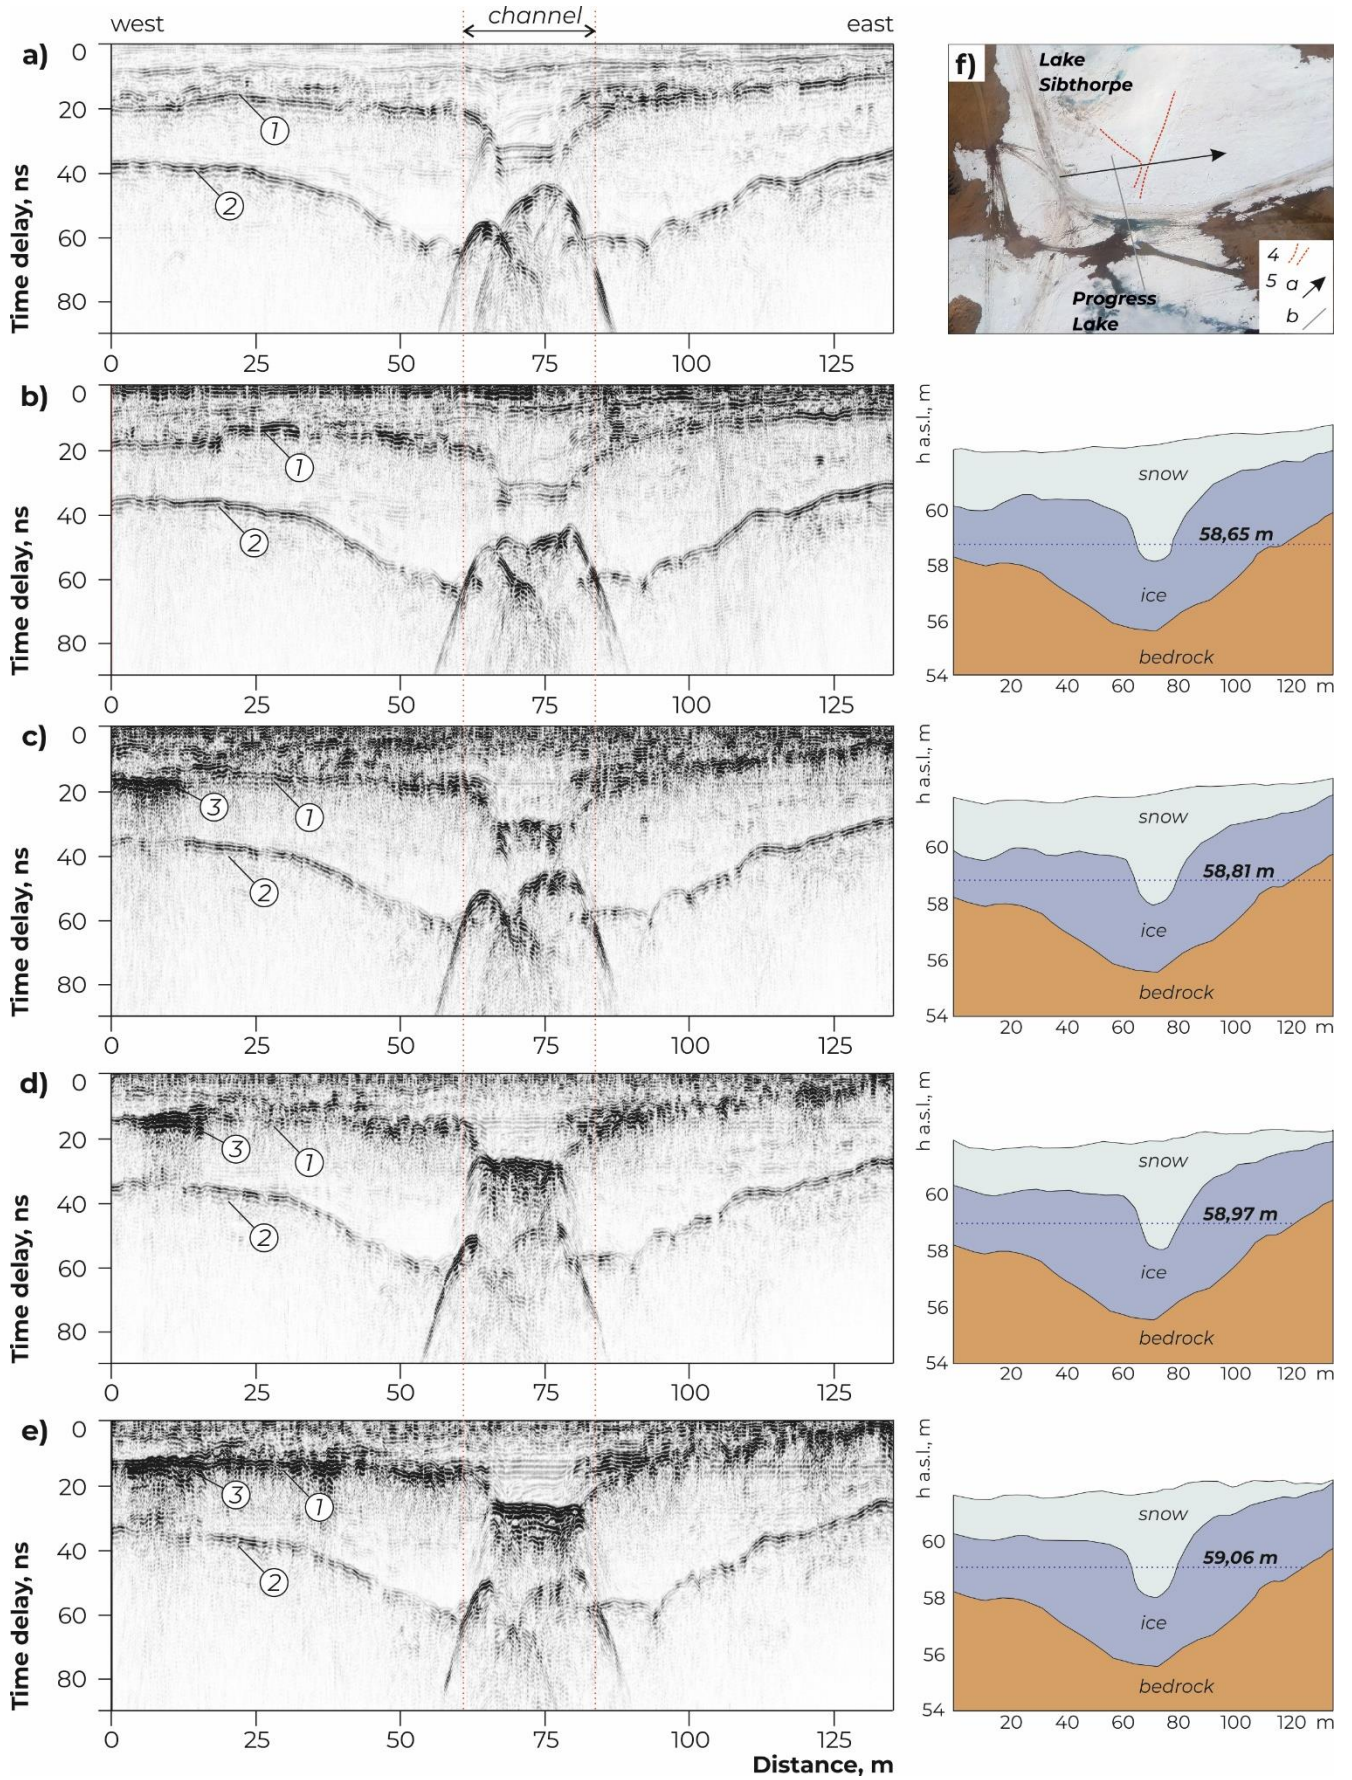 west channel east
a)
0
20
40
60
80
Time delay, ns
1
2
0 25 50 75 100 125
f)
Lake
Sibthorpe
Progress
Lake
4
5 a
b
b)
0
20
40
60
80
Time delay, ns
1
2
0 25 50 75 100 125
h a.s.l., m
60
58
56
54
snow
58,65 m
ice
bedrock
20 40 60 80 100 120 m
c)
0
20
40
60
80
Time delay, ns
3
1
2
0 25 50 75 100 125
h a.s.l., m
60
58
56
54
snow
58,81 m
ice
bedrock
20 40 60 80 100 120 m
d)
0
20
40
60
80
Time delay, ns
3
1
2
0 25 50 75 100 125
h a.s.l., m
60
58
56
54
snow
58,97 m
ice
bedrock
20 40 60 80 100 120 m
e)
0
20
40
60
80
Time delay, ns
3
1
2
0 25 50 75 100 125
Distance, m
h a.s.l., m
60
58
56
54
snow
59,06 m
ice
bedrock
20 40 60 80 100 120 m